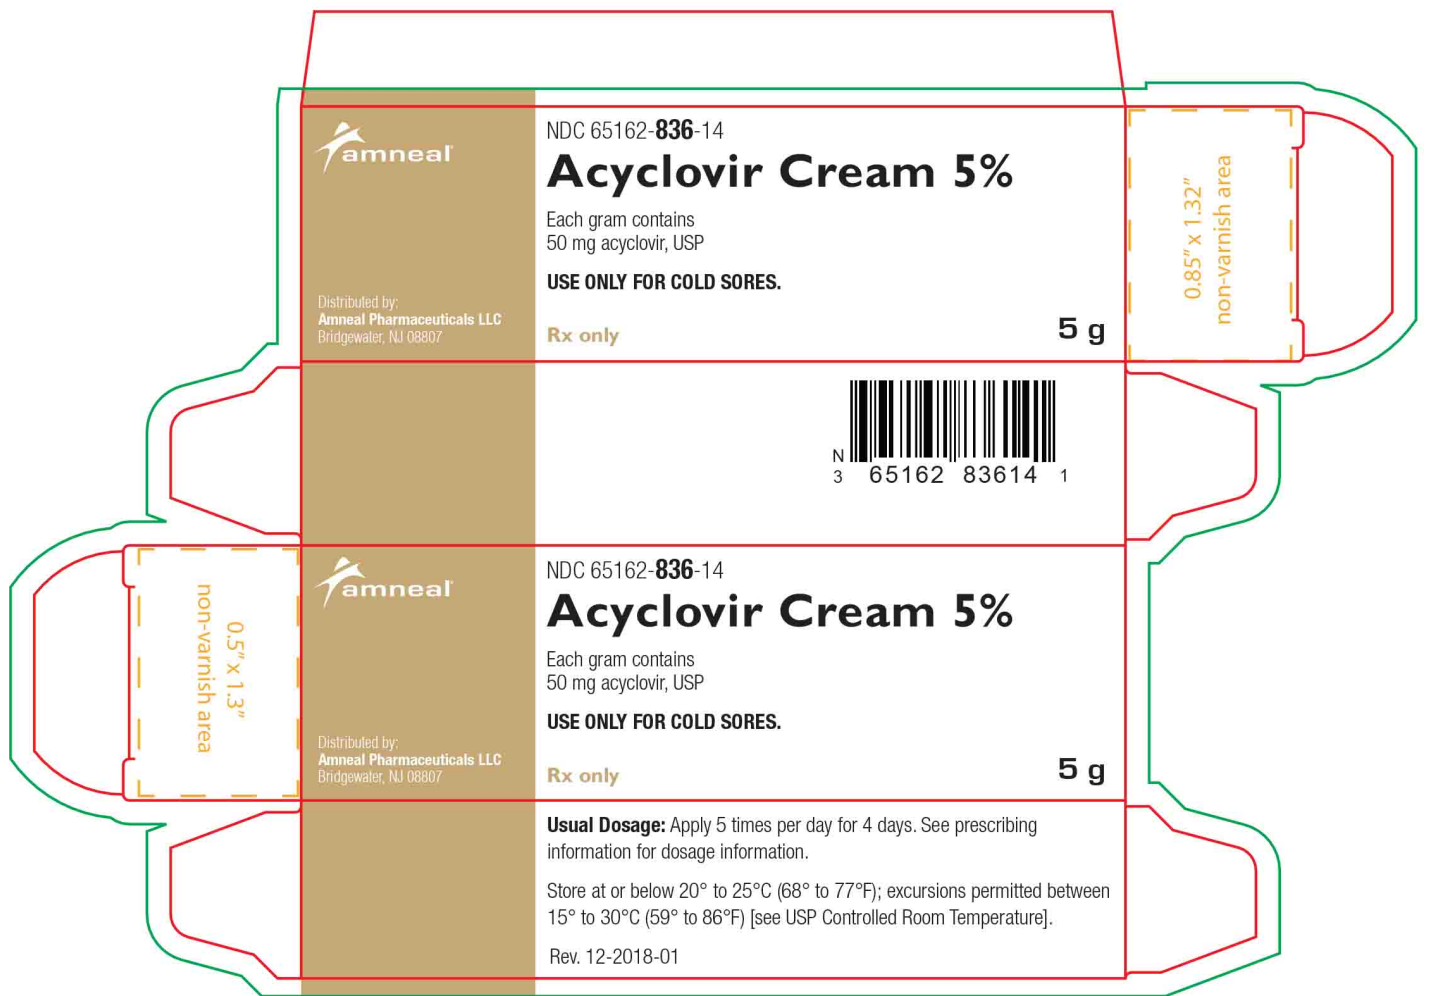 amneal
NDC 65162-836-14
Acyclovir Cream 5%
Each gram contains
50 mg acyclovir, USP
USE ONLY FOR COLD SORES.
Distributed by:
Amneal Pharmaceuticals LLC
Bridgewater, NJ 08807
Rx only
5 g
0.85" x 1.32"
non-varnish area
N
3 65162 83614 1
0.5" x 1.3"
non-varnish area
amneal
NDC 65162-836-14
Acyclovir Cream 5%
Each gram contains
50 mg acyclovir, USP
USE ONLY FOR COLD SORES.
Distributed by:
Amneal Pharmaceuticals LLC
Bridgewater, NJ 08807
Rx only
5 g
Usual Dosage: Apply 5 times per day for 4 days. See prescribing
information for dosage information.
Store at or below 20° to 25°C (68° to 77°F); excursions permitted between
15° to 30°C (59° to 86°F) [see USP Controlled Room Temperature].
Rev. 12-2018-01